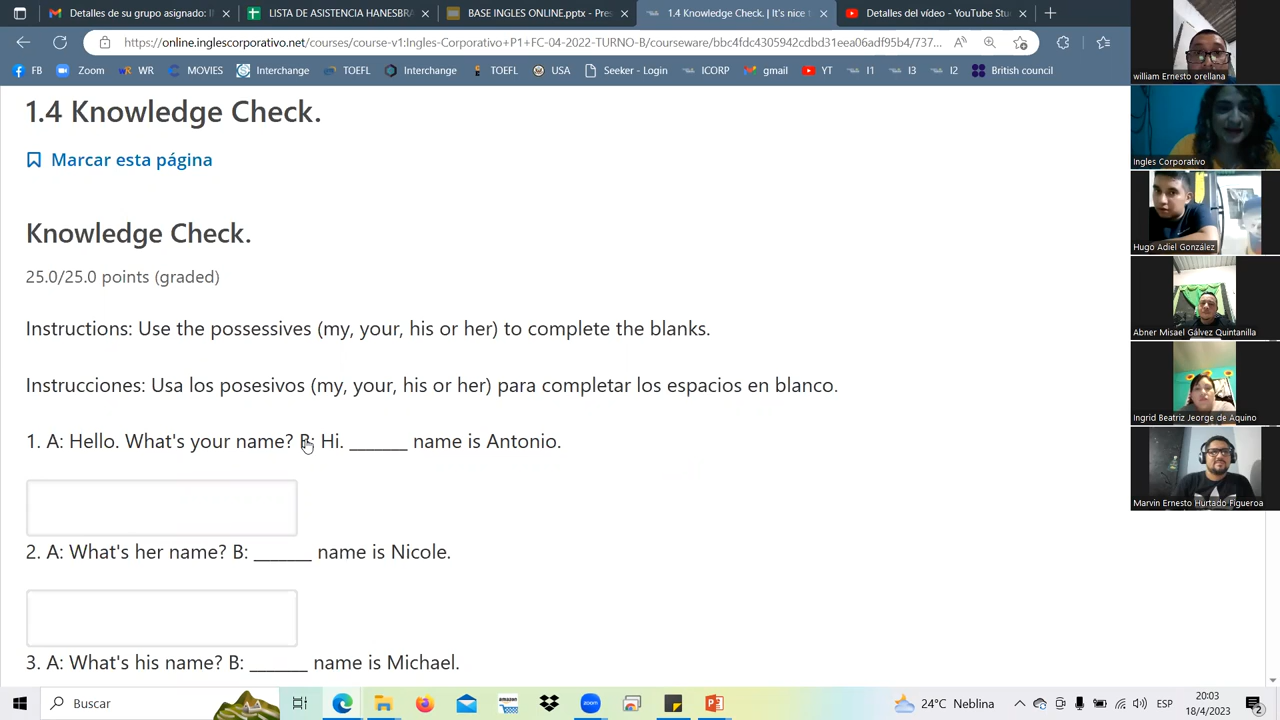 Detalles de su grupo asignado: I
LISTA DE ASISTENCIA HANESBRA
BASE INGLES ONLINE.pptx - Pres
1.4 Knowledge Check. | It's nice t
Detalles del vídeo - YouTube Stu
https://online.inglescorporativo.net/courses/course-v1:Ingles-Corporativo+P1+FC-04-2022-TURNO-B/courseware/bbc4fdc4305942cdbd31eea06adf95b4/737...
FB Zoom WR MOVIES Interchange TOEFL Interchange TOEFL USA Seeker - Login ICORP gmail YT I1 I3 I2 British council
1.4 Knowledge Check.
Marcar esta página
Knowledge Check.
25.0/25.0 points (graded)
Instructions: Use the possessives (my, your, his or her) to complete the blanks.
Instrucciones: Usa los posesivos (my, your, his or her) para completar los espacios en blanco.
1. A: Hello. What's your name? B: Hi. _______ name is Antonio.
2. A: What's her name? B: _______ name is Nicole.
3. A: What's his name? B: _______ name is Michael.
william Ernesto orellana
Ingles Corporativo
Hugo Adiel González
Abner Misael Gálvez Quintanilla
Ingrid Beatriz Jeorge de Aquino
Marvin Ernesto Hurtado Figueroa
Buscar
amazon
zoom
24°C Neblina
ESP
20:03
18/4/2023
2